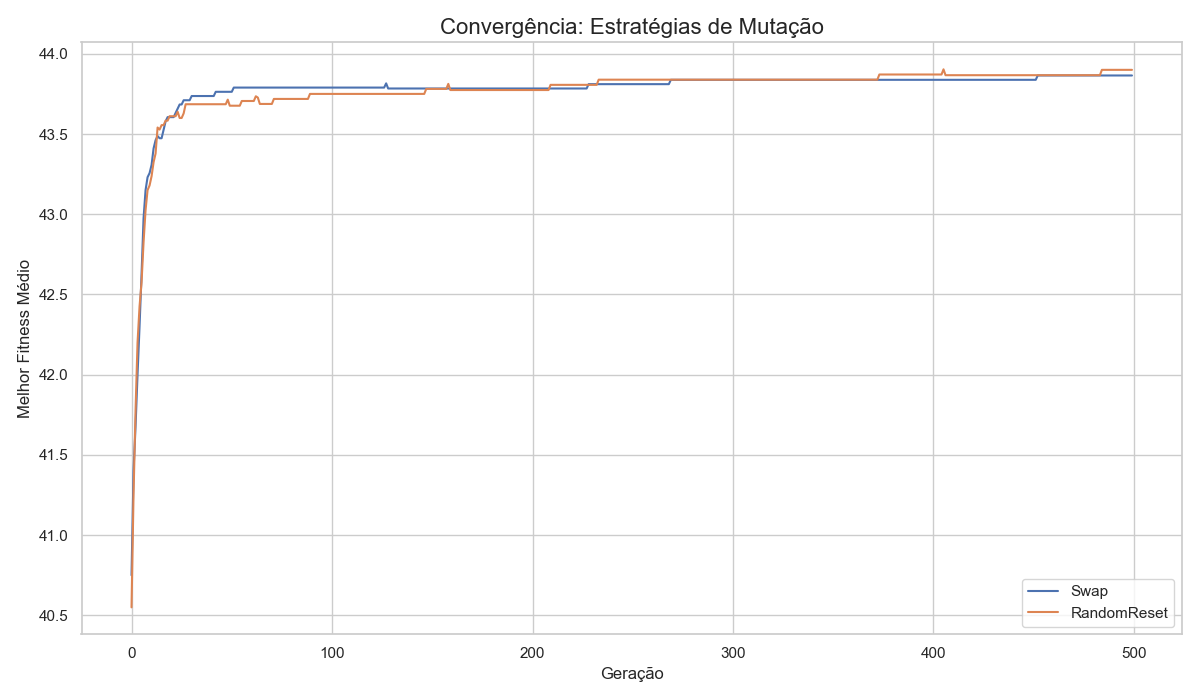 Convergência: Estratégias de Mutação
44.0
43.5
43.0
42.5
42.0
41.5
41.0
40.5
Melhor Fitness Médio
0 100 200 300 400 500
Geração
Swap
RandomReset